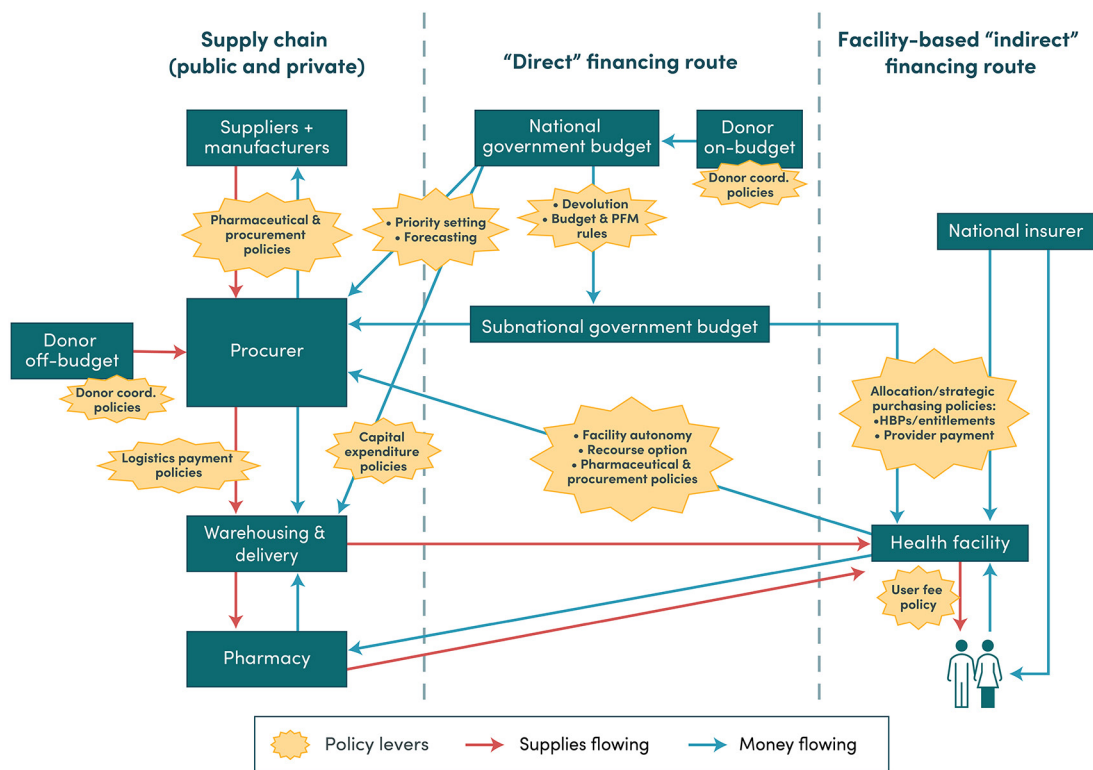 Supply chain
(public and private)
“Direct” financing route
Facility-based “indirect”
financing route
Suppliers +
manufacturers
National
government budget
Donor
on-budget
Donor coord.
policies
Pharmaceutical &
procurement
policies
• Priority setting
• Forecasting
• Devolution
• Budget & PFM
rules
National insurer
Donor
off-budget
Donor coord.
policies
Procurer
Subnational government budget
Allocation/strategic
purchasing policies:
•HBPs/entitlements
• Provider payment
Logistics payment
policies
Capital
expenditure
policies
• Facility autonomy
• Recourse option
• Pharmaceutical &
procurement policies
Warehousing &
delivery
Health facility
User fee
policy
Pharmacy
Policy levers
Supplies flowing
Money flowing